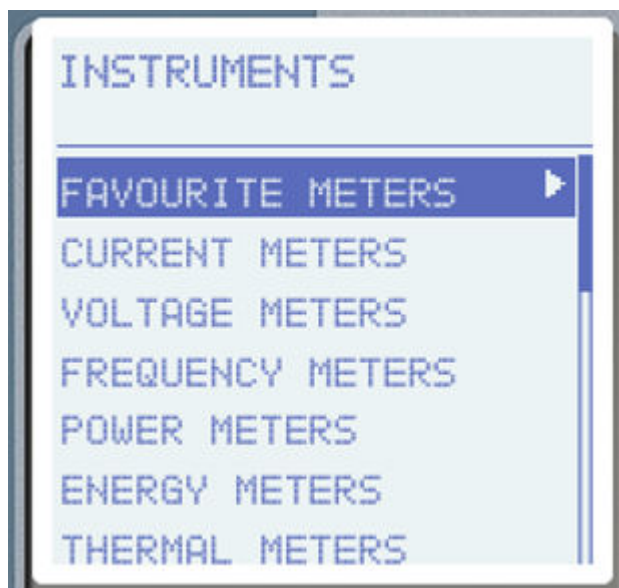 INSTRUMENTS
FAVOURITE METERS
CURRENT METERS
VOLTAGE METERS
FREQUENCY METERS
POWER METERS
ENERGY METERS
THERMAL METERS